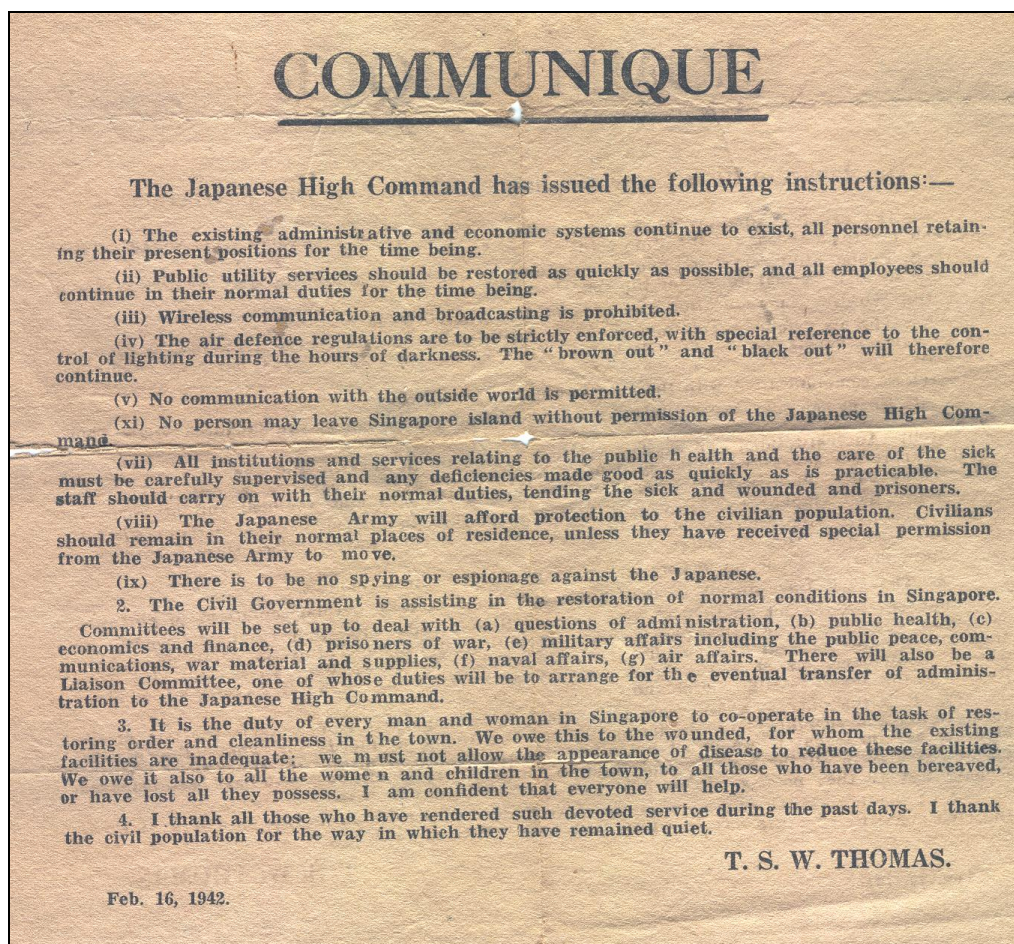 COMMUNIQUE
The Japanese High Command has issued the following instructions:—
(i) The existing administrative and economic systems continue to exist, all personnel retain-
ing their present positions for the time being.
(ii) Public utility services should be restored as quickly as possible, and all employees should
continue in their normal duties for the time being.
(iii) Wireless communication and broadcasting is prohibited.
(iv) The air defence regulations are to be strictly enforced, with special reference to the con-
trol of lighting during the hours of darkness. The “brown out” and “black out” will therefore
continue.
(v) No communication with the outside world is permitted.
(xi) No person may leave Singapore island without permission of the Japanese High Com-
mand.
(vii) All institutions and services relating to the public health and the care of the sick
must be carefully supervised and any deficiencies made good as quickly as is practicable. The
staff should carry on with their normal duties, tending the sick and wounded and prisoners.
(viii) The Japanese Army will afford protection to the civilian population. Civilians
should remain in their normal places of residence, unless they have received special permission
from the Japanese Army to move.
(ix) There is to be no spying or espionage against the Japanese.
2. The Civil Government is assisting in the restoration of normal conditions in Singapore.
Committees will be set up to deal with (a) questions of administration, (b) public health, (c)
economics and finance, (d) prisoners of war, (e) military affairs including the public peace, com-
munications, war material and supplies, (f) naval affairs, (g) air affairs. There will also be a
Liaison Committee, one of whose duties will be to arrange for the eventual transfer of adminis-
tration to the Japanese High Command.
3. It is the duty of every man and woman in Singapore to co-operate in the task of res-
toring order and cleanliness in the town. We owe this to the wounded, for whom the existing
facilities are inadequate; we must not allow the appearance of disease to reduce these facilities.
We owe it also to all the women and children in the town, to all those who have been bereaved,
or have lost all they possess. I am confident that everyone will help.
4. I thank all those who have rendered such devoted service during the past days. I thank
the civil population for the way in which they have remained quiet.
T. S. W. THOMAS.
Feb. 16, 1942.